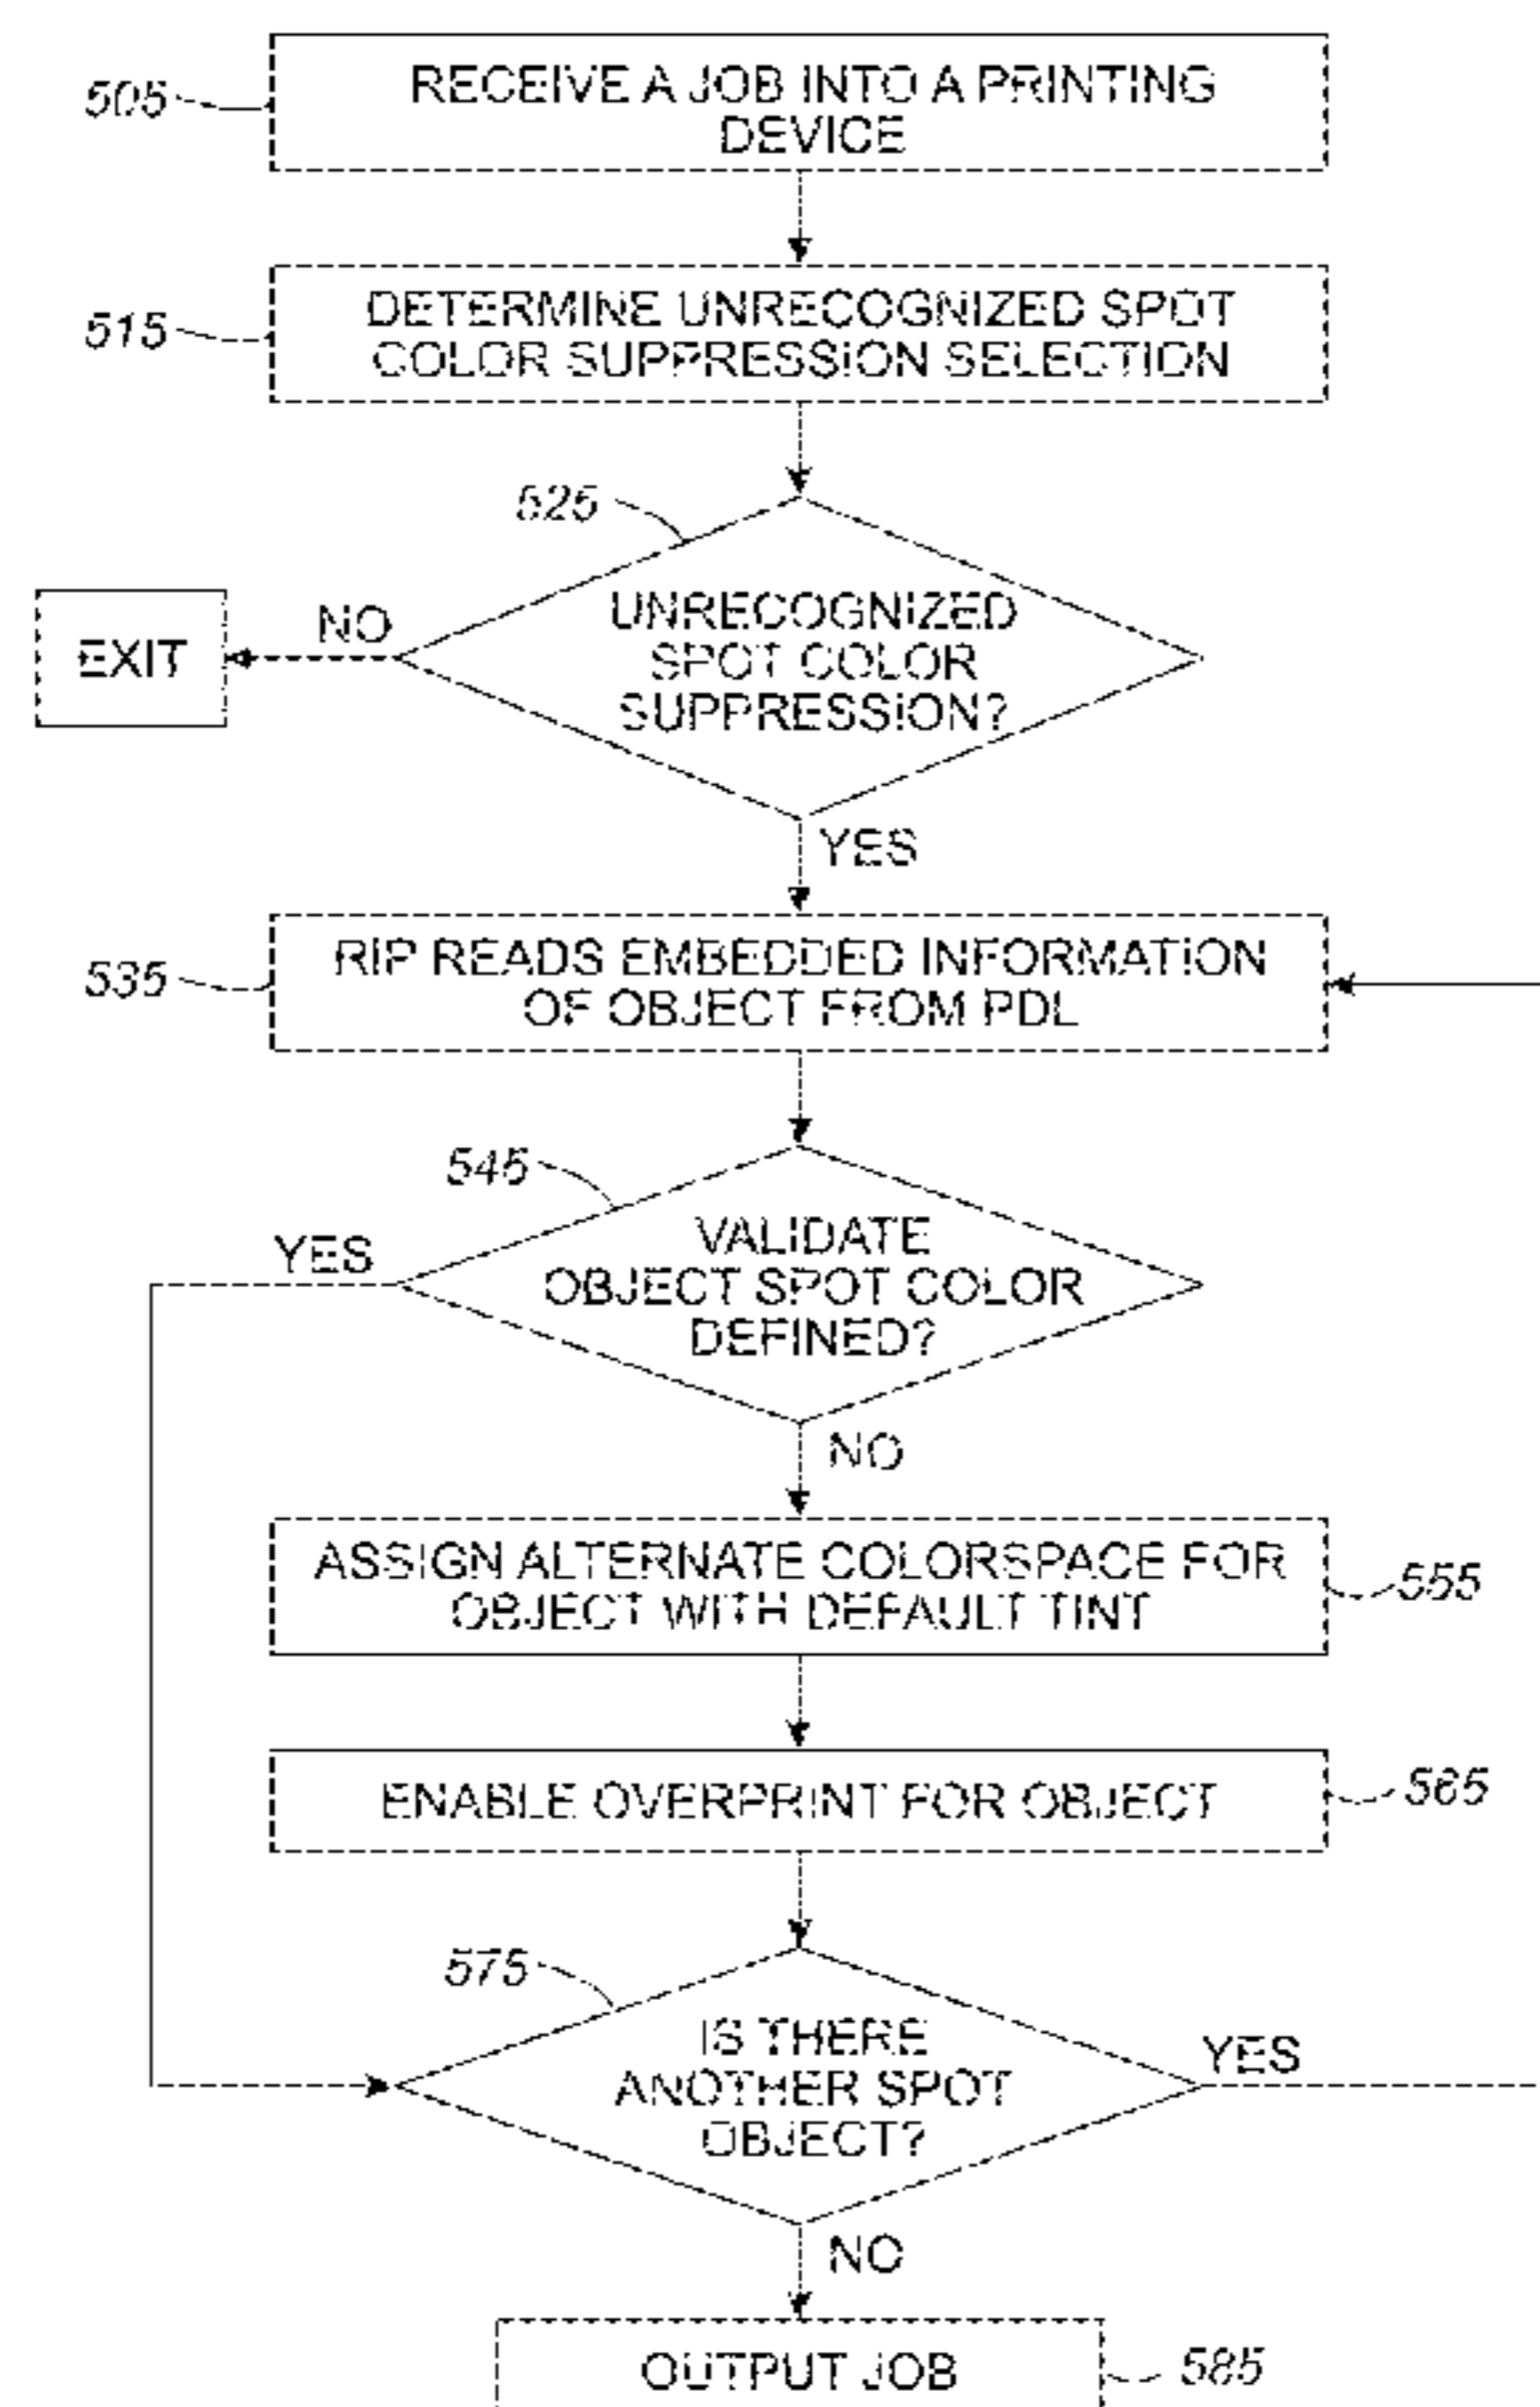 505
RECEIVE A JOB INTO A PRINTING
DEVICE
515
DETERMINE UNRECOGNIZED SPOT
COLOR SUPPRESSION SELECTION
525
UNRECOGNIZED
SPOT COLOR
SUPPRESSION?
NO
EXIT
YES
535
RIP READS EMBEDDED INFORMATION
OF OBJECT FROM PDL
545
VALIDATE
OBJECT SPOT COLOR
DEFINED?
YES
NO
ASSIGN ALTERNATE COLORSPACE FOR
OBJECT WITH DEFAULT TINT
555
ENABLE OVERPRINT FOR OBJECT
565
575
IS THERE
ANOTHER SPOT
OBJECT?
YES
NO
OUTPUT JOB
585